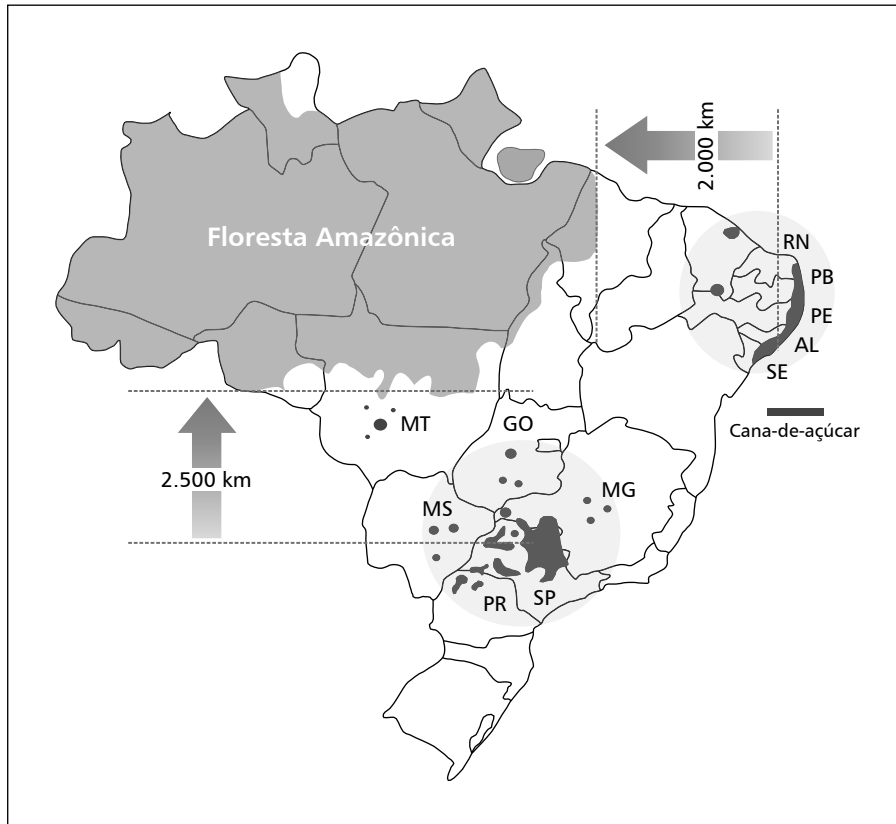 2.000 km
Floresta Amazônica
RN
PB
PE
AL
SE
Cana-de-açúcar
MT
GO
2.500 km
MS
MG
PR
SP